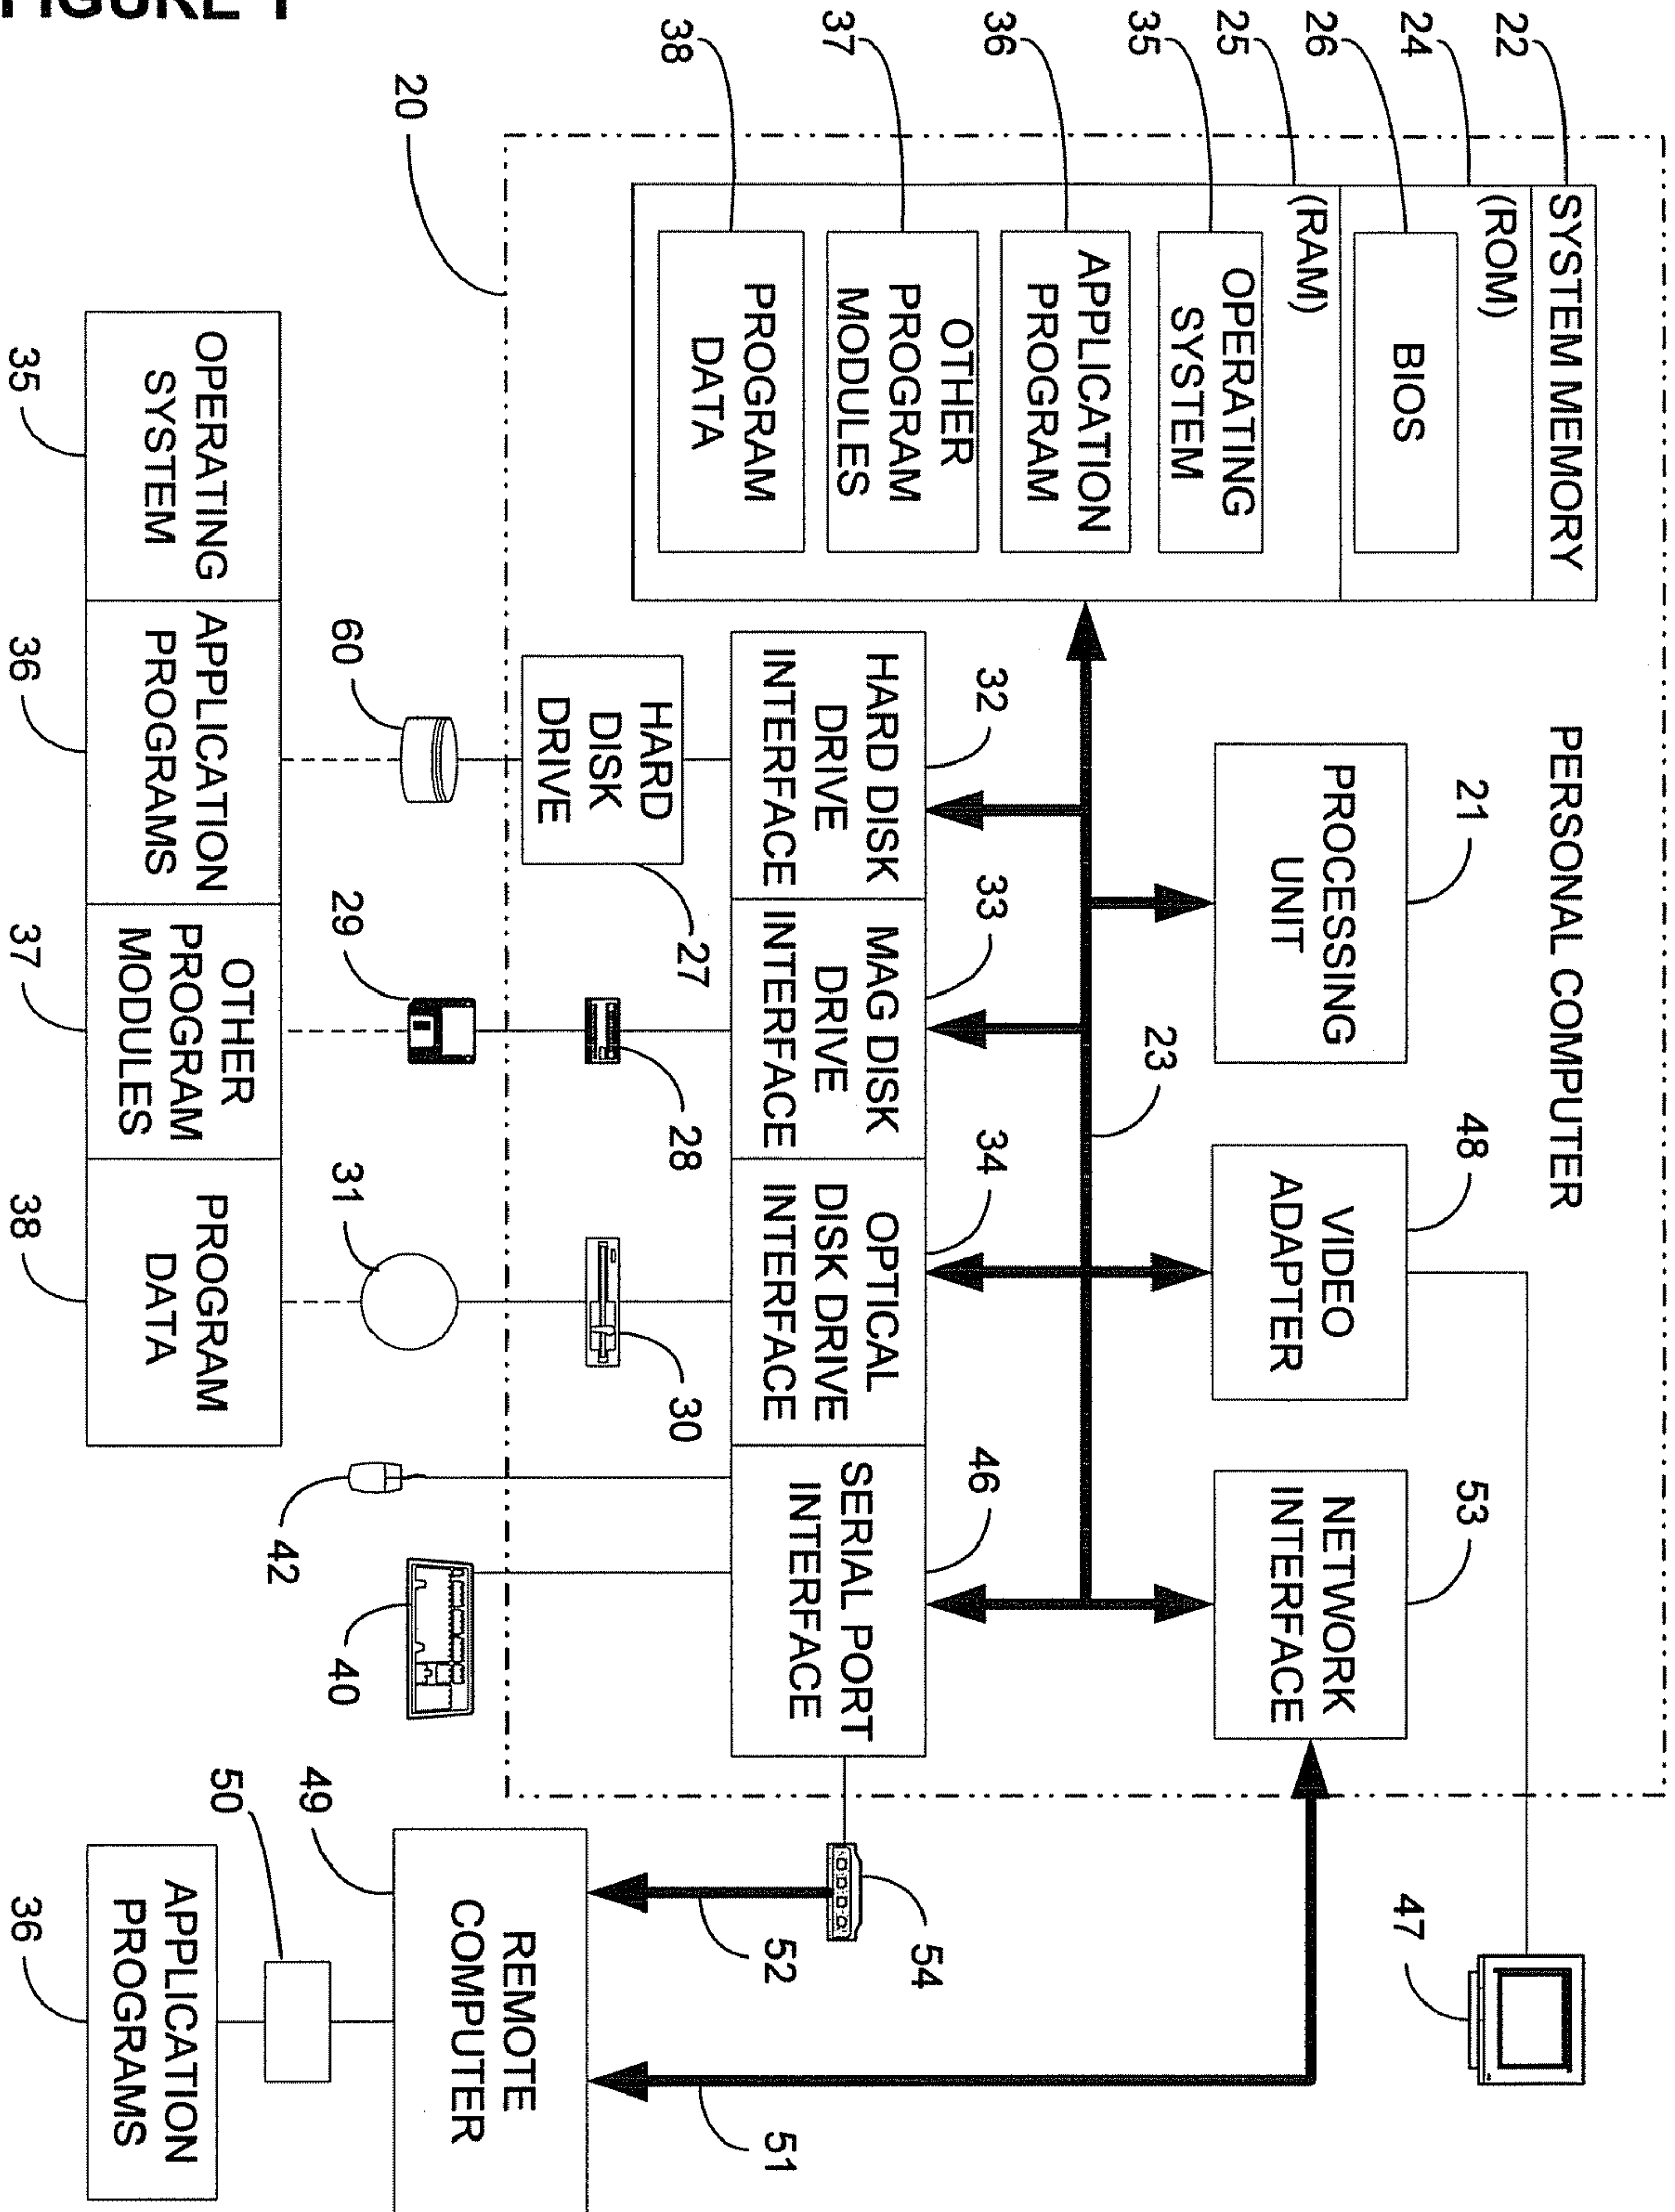 FIGURE 1
PERSONAL COMPUTER
22
24
26
25
35
36
37
38
20
SYSTEM MEMORY
(ROM)
BIOS
(RAM)
OPERATING
SYSTEM
APPLICATION
PROGRAM
OTHER
PROGRAM
MODULES
PROGRAM
DATA
21
PROCESSING
UNIT
48
VIDEO
ADAPTER
53
NETWORK
INTERFACE
47
23
32
HARD DISK
DRIVE
INTERFACE
33
MAG DISK
DRIVE
INTERFACE
34
OPTICAL
DISK DRIVE
INTERFACE
46
SERIAL PORT
INTERFACE
54
HARD
DISK
DRIVE
27
28
30
52
51
60
29
31
42
40
49
REMOTE
COMPUTER
50
OPERATING
SYSTEM
APPLICATION
PROGRAMS
OTHER
PROGRAM
MODULES
PROGRAM
DATA
APPLICATION
PROGRAMS
35
36
37
38
36